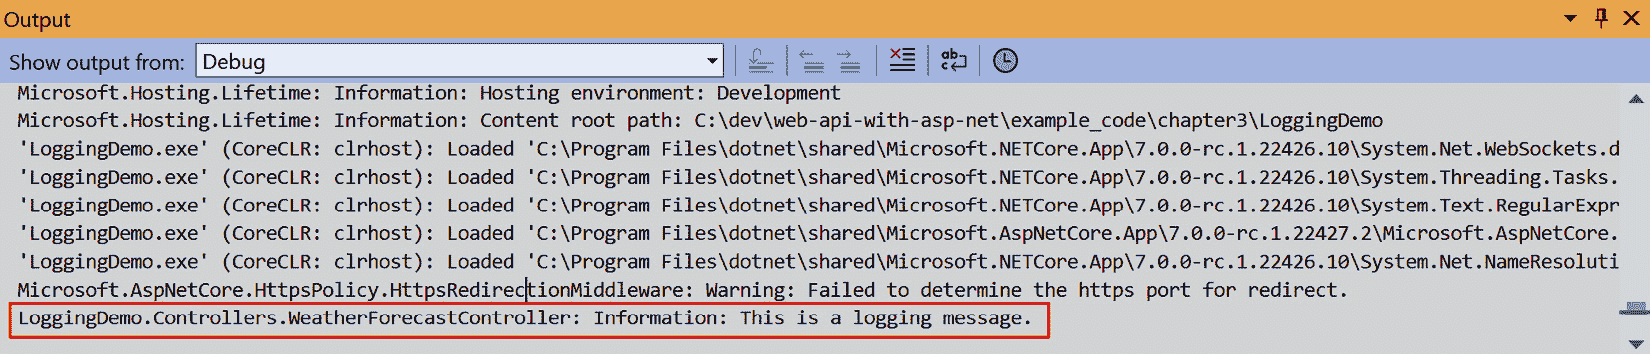 Output
Show output from: Debug
Microsoft.Hosting.Lifetime: Information: Hosting environment: Development
Microsoft.Hosting.Lifetime: Information: Content root path: C:\dev\web-api-with-asp-net\example_code\chapter3\LoggingDemo
'LoggingDemo.exe' (CoreCLR: clrhost): Loaded 'C:\Program Files\dotnet\shared\Microsoft.NETCore.App\7.0.0-rc.1.22426.10\System.Net.WebSockets.d
'LoggingDemo.exe' (CoreCLR: clrhost): Loaded 'C:\Program Files\dotnet\shared\Microsoft.NETCore.App\7.0.0-rc.1.22426.10\System.Threading.Tasks.
'LoggingDemo.exe' (CoreCLR: clrhost): Loaded 'C:\Program Files\dotnet\shared\Microsoft.NETCore.App\7.0.0-rc.1.22426.10\System.Text.RegularExpr
'LoggingDemo.exe' (CoreCLR: clrhost): Loaded 'C:\Program Files\dotnet\shared\Microsoft.AspNetCore.App\7.0.0-rc.1.22427.2\Microsoft.AspNetCore.
'LoggingDemo.exe' (CoreCLR: clrhost): Loaded 'C:\Program Files\dotnet\shared\Microsoft.NETCore.App\7.0.0-rc.1.22426.10\System.Net.NameResoluti
Microsoft.AspNetCore.HttpsPolicy.HttpsRedirectionMiddleware: Warning: Failed to determine the https port for redirect.
LoggingDemo.Controllers.WeatherForecastController: Information: This is a logging message.